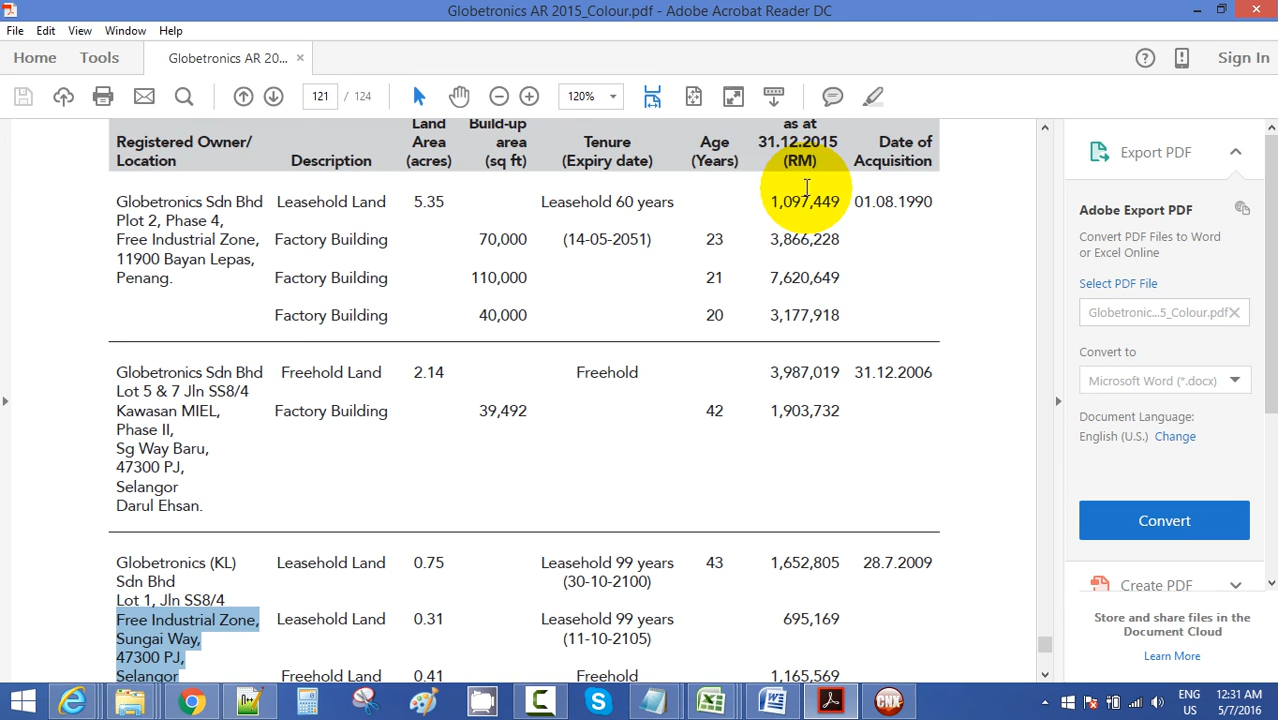 Globetronics AR 2015_Colour.pdf - Adobe Acrobat Reader DC
File Edit View Window Help
Home Tools Globetronics AR 20... × Sign In
121 / 124 120%
Land Build-up as at
Registered Owner/ Area area Tenure Age 31.12.2015 Date of
Location Description (acres) (sq ft) (Expiry date) (Years) (RM) Acquisition
Globetronics Sdn Bhd Leasehold Land 5.35 Leasehold 60 years 1,097,449 01.08.1990
Plot 2, Phase 4,
Free Industrial Zone, Factory Building 70,000 (14-05-2051) 23 3,866,228
11900 Bayan Lepas,
Penang. Factory Building 110,000 21 7,620,649
Factory Building 40,000 20 3,177,918
Globetronics Sdn Bhd Freehold Land 2.14 Freehold 3,987,019 31.12.2006
Lot 5 & 7 Jln SS8/4
Kawasan MIEL, Factory Building 39,492 42 1,903,732
Phase II,
Sg Way Baru,
47300 PJ,
Selangor
Darul Ehsan.
Globetronics (KL) Leasehold Land 0.75 Leasehold 99 years 43 1,652,805 28.7.2009
Sdn Bhd (30-10-2100)
Lot 1, Jln SS8/4
Free Industrial Zone, Leasehold Land 0.31 Leasehold 99 years 695,169
Sungai Way, (11-10-2105)
47300 PJ,
Selangor Freehold Land 0.41 Freehold 1,165,569
Export PDF
Adobe Export PDF
Convert PDF Files to Word
or Excel Online
Select PDF File
Globetronic...5_Colour.pdf ×
Convert to
Microsoft Word (*.docx)
Document Language:
English (U.S.) Change
Convert
Create PDF
Store and share files in the
Document Cloud
Learn More
ENG 12:31 AM
US 5/7/2016
CNX